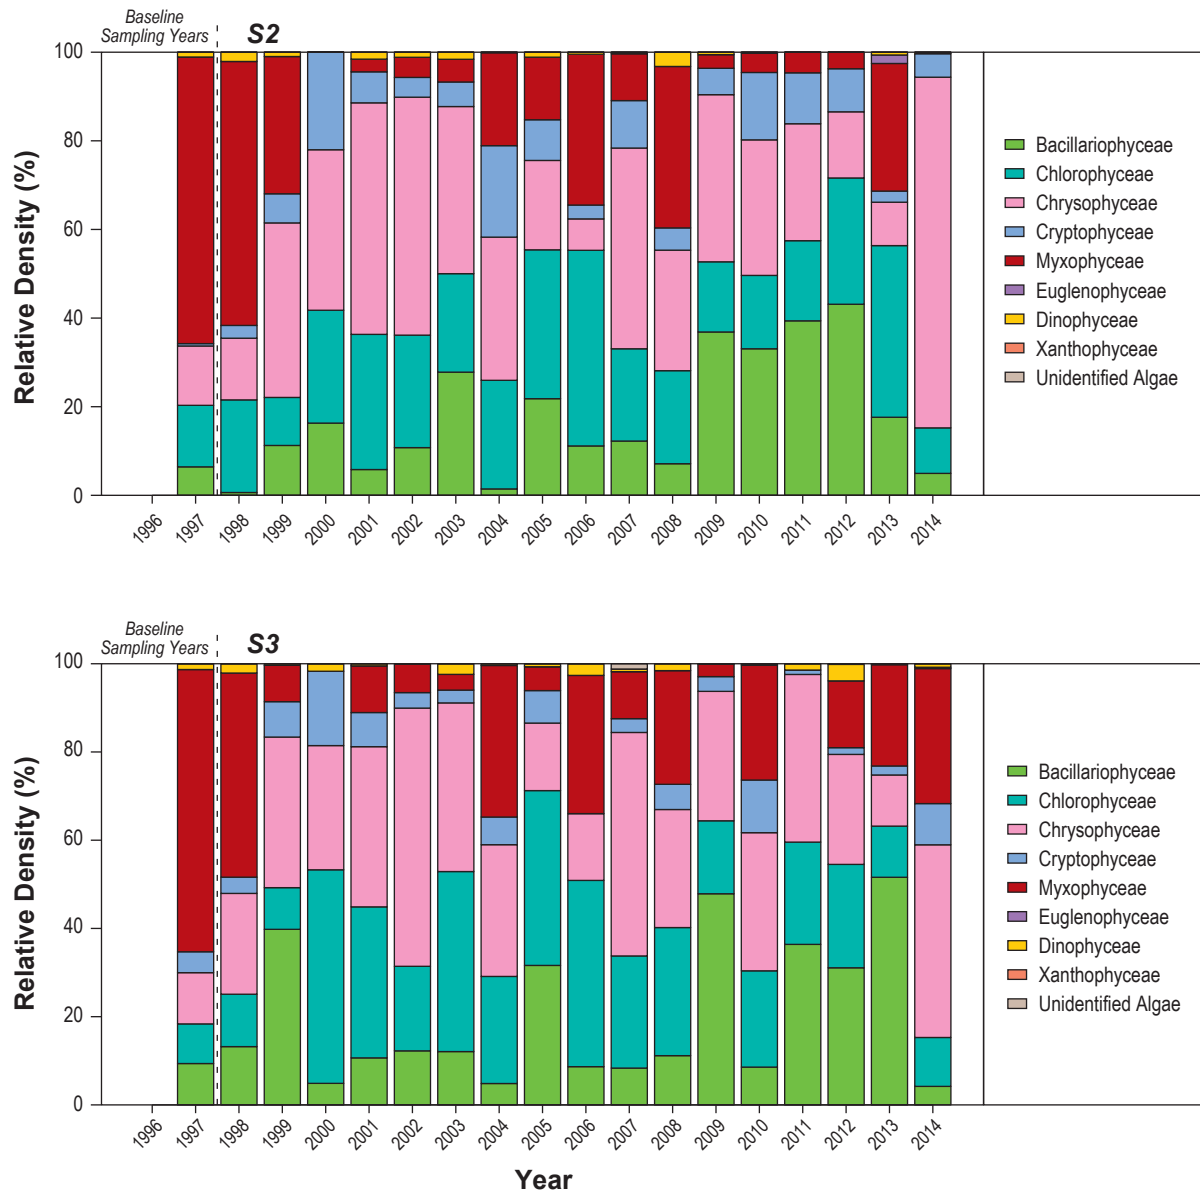 Baseline
Sampling Years
S2
Relative Density (%)
100
80
60
40
20
0
1996 1997 1998 1999 2000 2001 2002 2003 2004 2005 2006 2007 2008 2009 2010 2011 2012 2013 2014
Bacillariophyceae
Chlorophyceae
Chrysophyceae
Cryptophyceae
Myxophyceae
Euglenophyceae
Dinophyceae
Xanthophyceae
Unidentified Algae
Baseline
Sampling Years
S3
Relative Density (%)
100
80
60
40
20
0
1996 1997 1998 1999 2000 2001 2002 2003 2004 2005 2006 2007 2008 2009 2010 2011 2012 2013 2014
Year
Bacillariophyceae
Chlorophyceae
Chrysophyceae
Cryptophyceae
Myxophyceae
Euglenophyceae
Dinophyceae
Xanthophyceae
Unidentified Algae